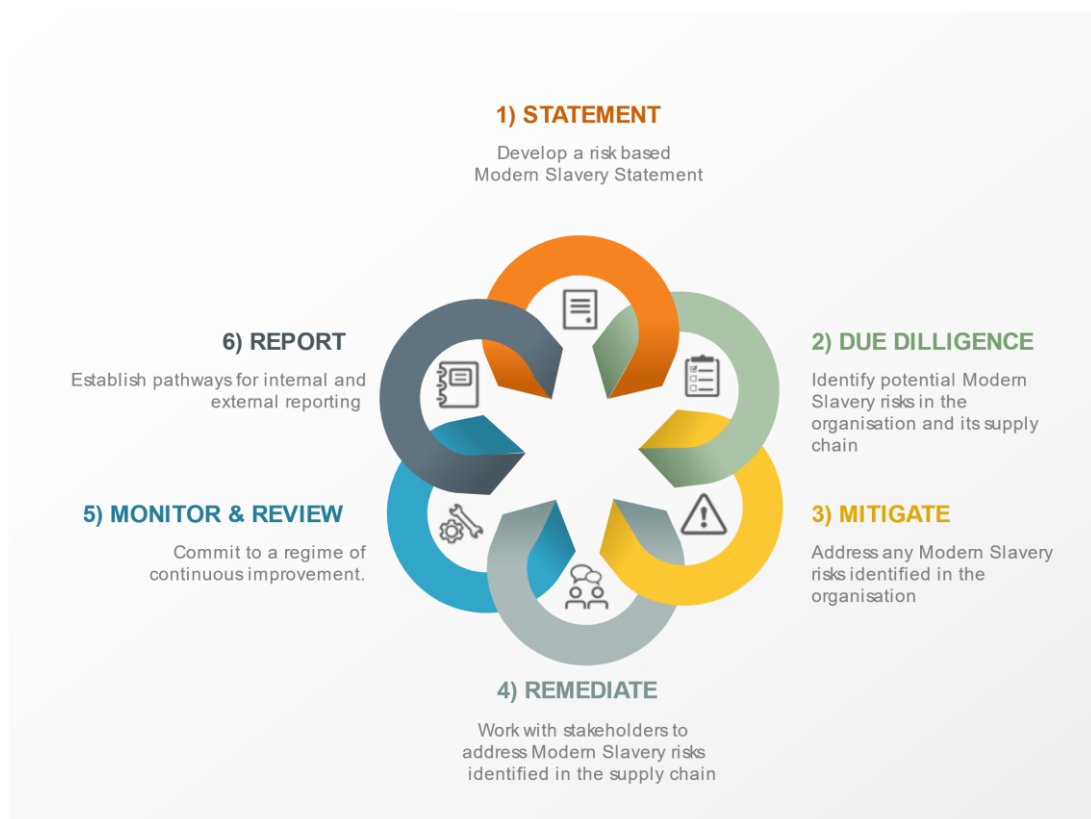 1) STATEMENT
Develop a risk based
Modern Slavery Statement
2) DUE DILLIGENCE
Identify potential Modern
Slavery risks in the
organisation and its supply
chain
3) MITIGATE
Address any Modern Slavery
risks identified in the
organisation
4) REMEDIATE
Work with stakeholders to
address Modern Slavery risks
identified in the supply chain
5) MONITOR & REVIEW
Commit to a regime of
continuous improvement.
6) REPORT
Establish pathways for internal and
external reporting